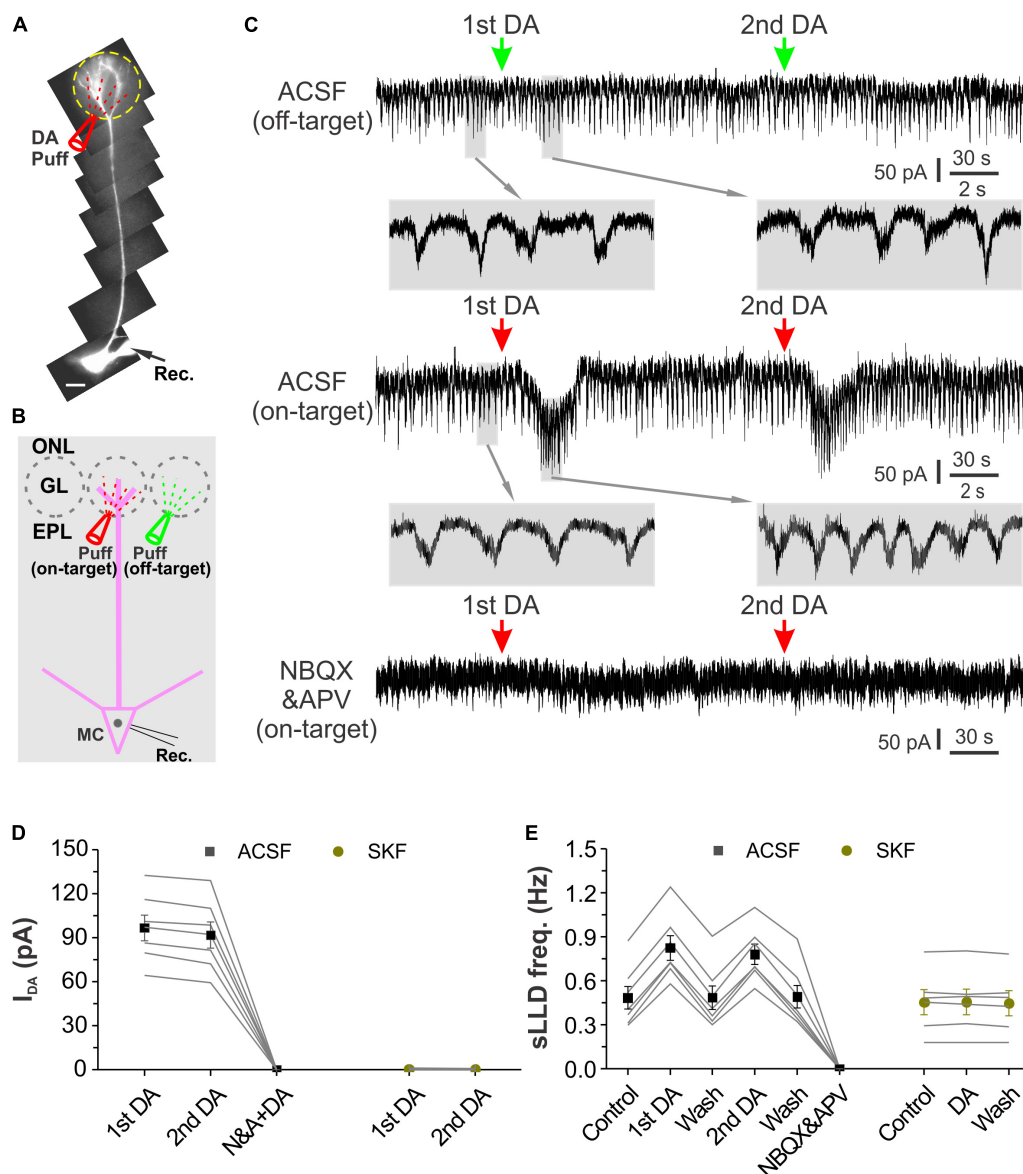 A
DA
Puff
Rec.
B
ONL
GL
EPL
Puff
(on-target)
Puff
(off-target)
MC
Rec.
C
1st DA
2nd DA
ACSF
(off-target)
50 pA
30 s
2 s
1st DA
2nd DA
ACSF
(on-target)
50 pA
30 s
2 s
1st DA
2nd DA
NBQX
&APV
(on-target)
50 pA
30 s
D
ACSF
SKF
150
120
90
60
30
0
I_DA (pA)
1st DA
2nd DA
N&A+DA
1st DA
2nd DA
E
ACSF
SKF
1.5
1.2
0.9
0.6
0.3
0.0
sLLD freq. (Hz)
Control
1st DA
Wash
2nd DA
Wash
NBQX&APV
Control
DA
Wash